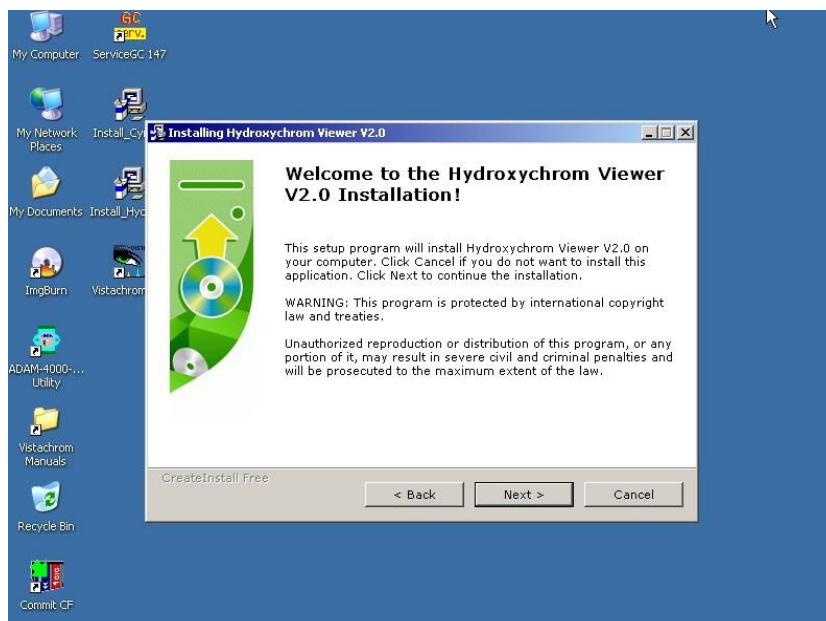 GC
Serv.
My Computer
ServiceGC 147
My Network
Places
Install_Cy
My Documents
Install_Hyd
ImgBurn
Vistachrom
ADAM-4000-...
Utility
Vistachrom
Manuals
Recycle Bin
Commit CF
Installing Hydroxychrom Viewer V2.0
Welcome to the Hydroxychrom Viewer
V2.0 Installation!
This setup program will install Hydroxychrom Viewer V2.0 on
your computer. Click Cancel if you do not want to install this
application. Click Next to continue the installation.
WARNING: This program is protected by international copyright
law and treaties.
Unauthorized reproduction or distribution of this program, or any
portion of it, may result in severe civil and criminal penalties and
will be prosecuted to the maximum extent of the law.
CreateInstall Free
< Back
Next >
Cancel